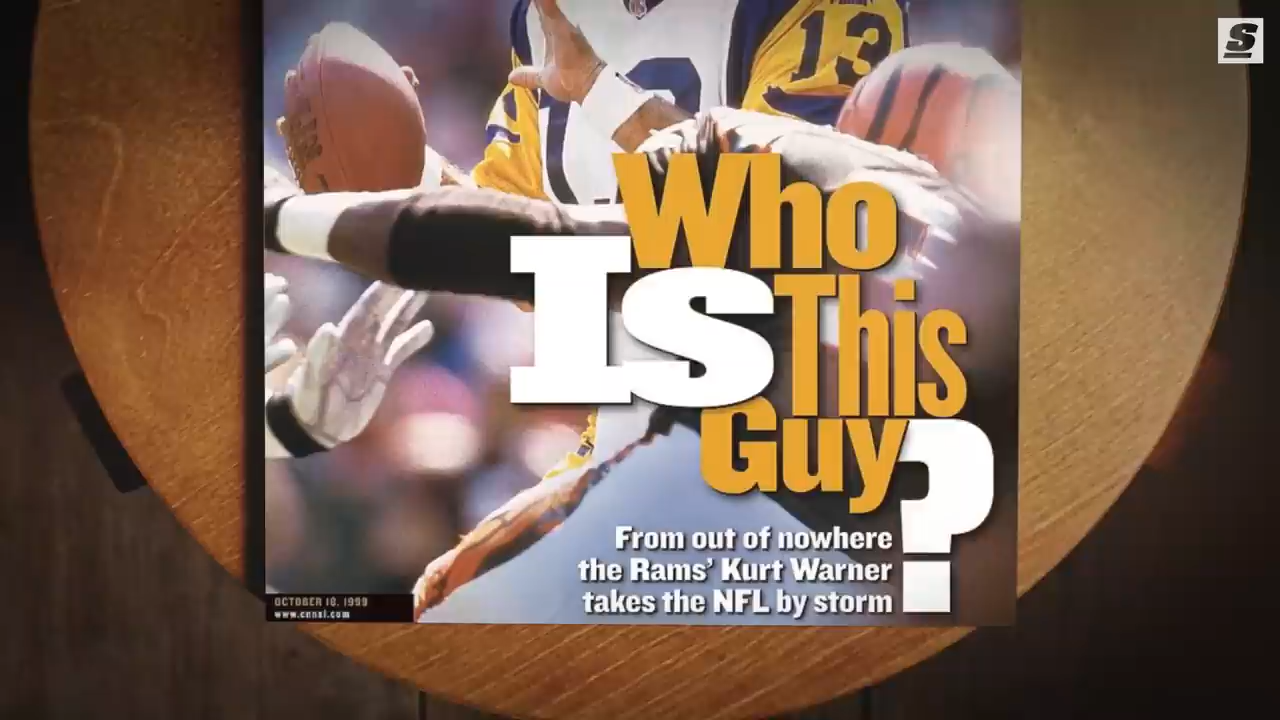 S
13
Who
Is This
Guy?
From out of nowhere
the Rams' Kurt Warner
takes the NFL by storm
OCTOBER 18, 1999
www.cnnsi.com